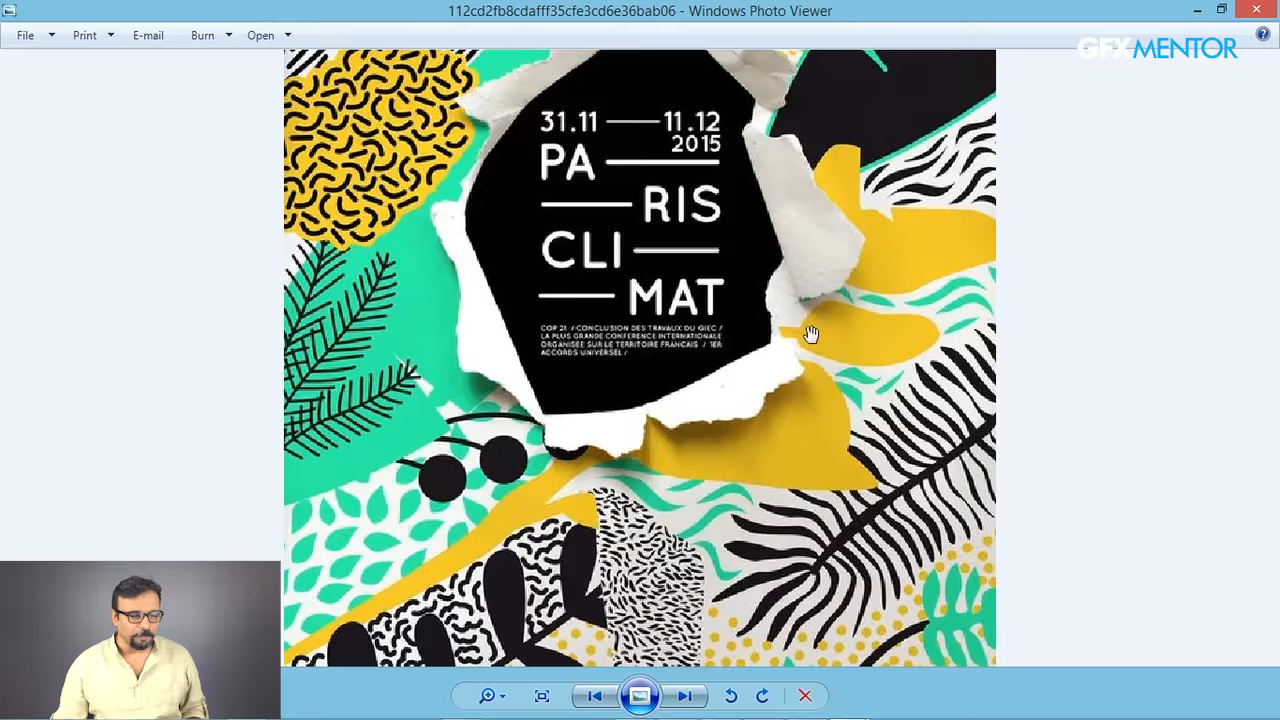 112cd2fb8cdafff35cfe3cd6e36bab06 - Windows Photo Viewer
File Print E-mail Burn Open
GFXMENTOR
31.11 11.12
2015
PA
RIS
CLI
MAT
COP 21 / CONCLUSION DES TRAVAUX DU GIEC /
LA PLUS GRANDE CONFERENCE INTERNATIONALE
ORGANISEE SUR LE TERRITOIRE FRANCAIS / 1ER
ACCORDS UNIVERSEL /